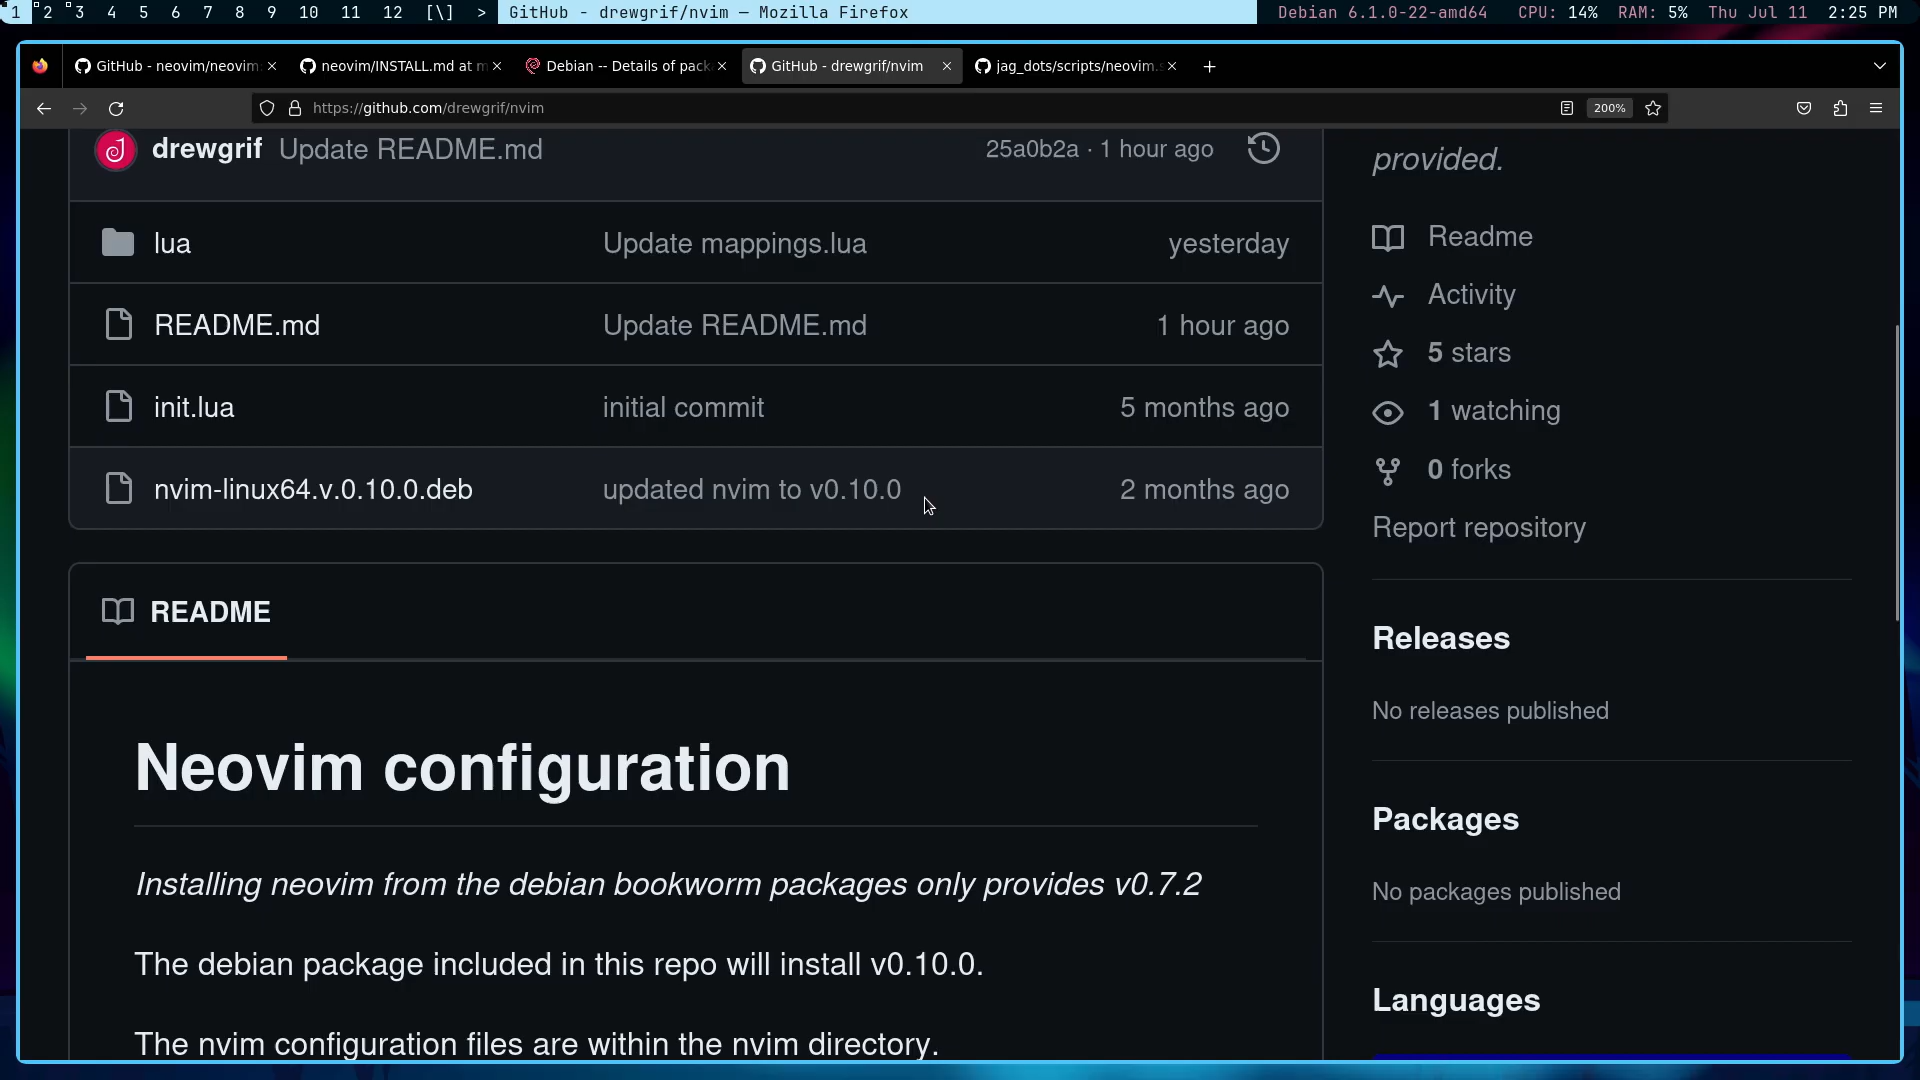 1 2 3 4 5 6 7 8 9 10 11 12 [\] > GitHub - drewgrif/nvim — Mozilla Firefox Debian 6.1.0-22-amd64 CPU: 14% RAM: 5% Thu Jul 11 2:25 PM
GitHub - neovim/neovim: neovim/INSTALL.md at m Debian -- Details of pack GitHub - drewgrif/nvim jag_dots/scripts/neovim.s
https://github.com/drewgrif/nvim 200%
drewgrif Update README.md 25a0b2a · 1 hour ago
provided.
lua Update mappings.lua yesterday
Readme
Activity
README.md Update README.md 1 hour ago
5 stars
init.lua initial commit 5 months ago
1 watching
nvim-linux64.v.0.10.0.deb updated nvim to v0.10.0 2 months ago
0 forks
Report repository
README
Releases
No releases published
Neovim configuration
Packages
Installing neovim from the debian bookworm packages only provides v0.7.2
No packages published
The debian package included in this repo will install v0.10.0.
Languages
The nvim configuration files are within the nvim directory.